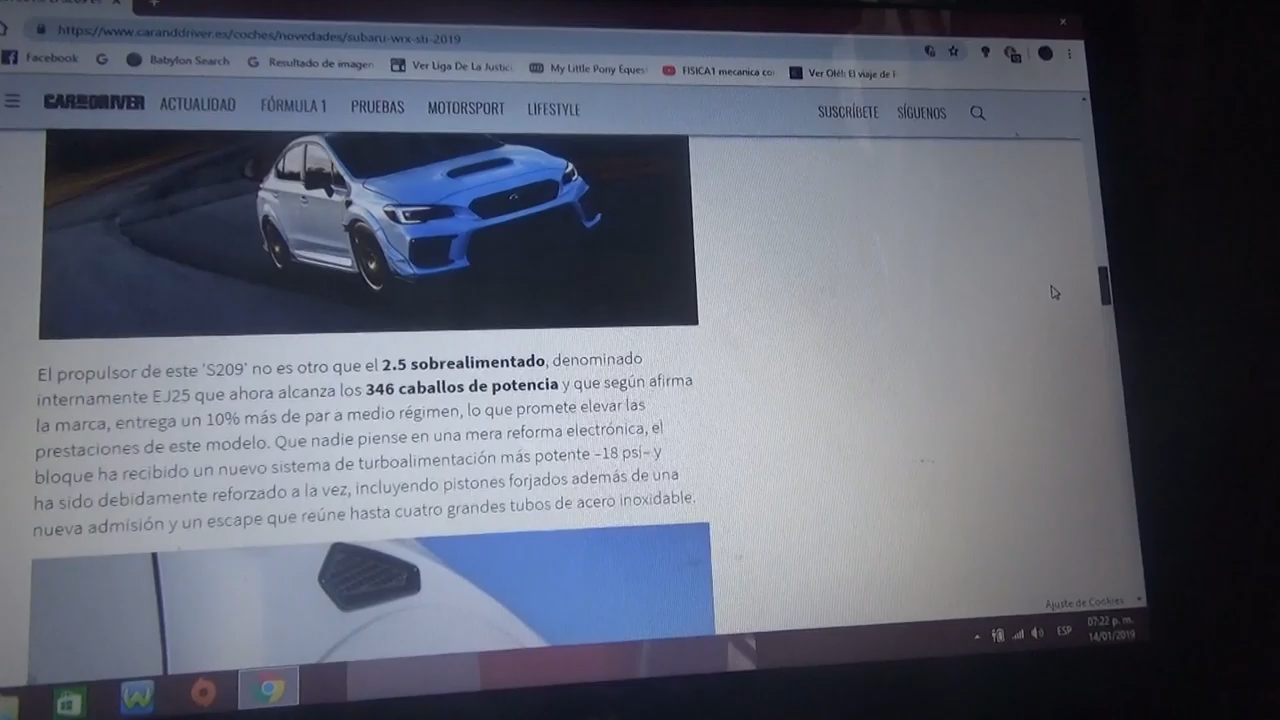 https://www.caranddriver.es/coches/novedades/subaru-wrx-sti-2019
Facebook
Babylon Search
Resultado de imagen
Ver Liga De La Justic
My Little Pony Eques
FISICA1 mecanica co
Ver Olé!: El viaje de F
CAR AND DRIVER ACTUALIDAD FÓRMULA 1 PRUEBAS MOTORSPORT LIFESTYLE SUSCRÍBETE SÍGUENOS
El propulsor de este 'S209' no es otro que el 2.5 sobrealimentado, denominado
internamente EJ25 que ahora alcanza los 346 caballos de potencia y que según afirma
la marca, entrega un 10% más de par a medio régimen, lo que promete elevar las
prestaciones de este modelo. Que nadie piense en una mera reforma electrónica, el
bloque ha recibido un nuevo sistema de turboalimentación más potente –18 psi– y
ha sido debidamente reforzado a la vez, incluyendo pistones forjados además de una
nueva admisión y un escape que reúne hasta cuatro grandes tubos de acero inoxidable.
Ajuste de Cookies
ESP
07:22 p.m.
14/01/2019